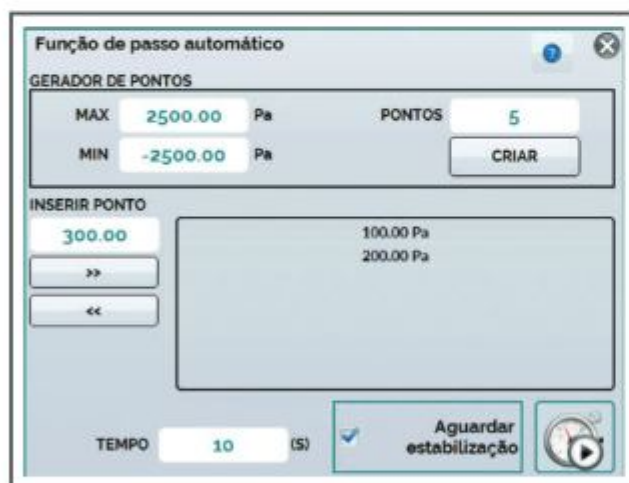 Função de passo automático
GERADOR DE PONTOS
MAX 2500.00 Pa PONTOS 5
MIN -2500.00 Pa CRIAR
INSERIR PONTO
300.00
100.00 Pa
200.00 Pa
>>
<<
TEMPO 10 (S) Aguardar
estabilização